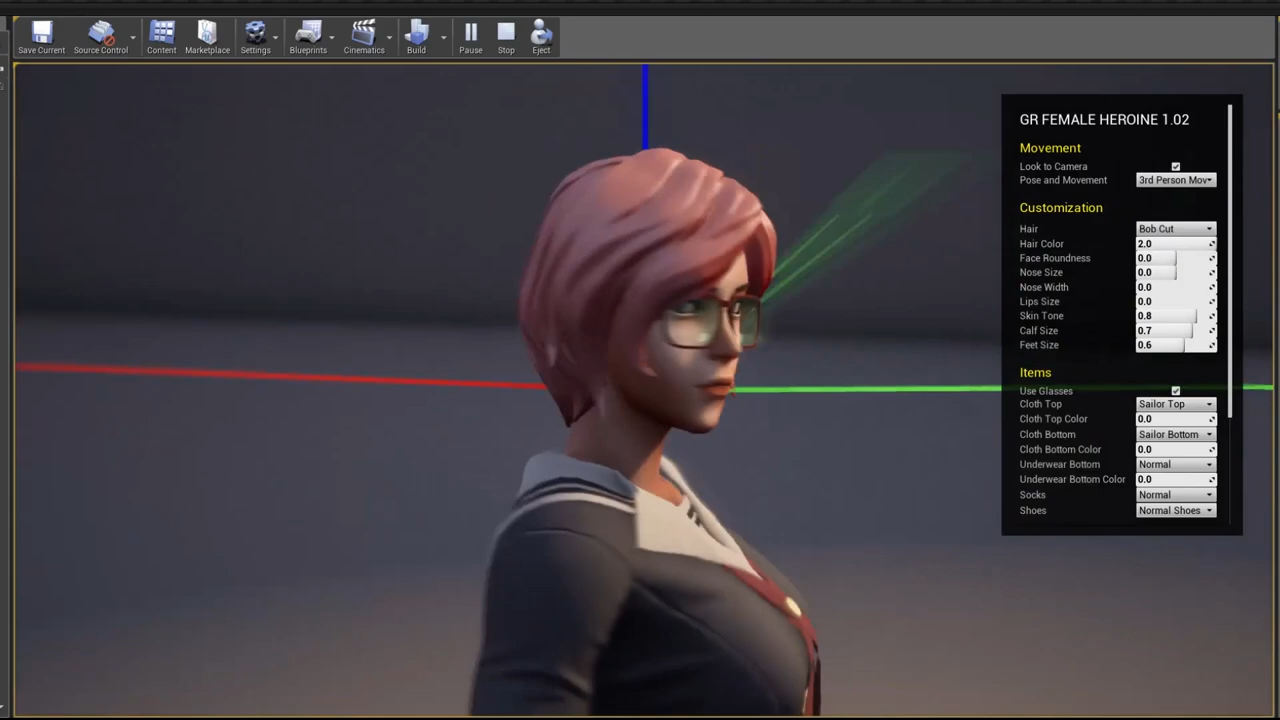 Save Current Source Control Content Marketplace Settings Blueprints Cinematics Build Pause Stop Eject
GR FEMALE HEROINE 1.02
Movement
Look to Camera
Pose and Movement 3rd Person Mov
Customization
Hair Bob Cut
Hair Color 2.0
Face Roundness 0.0
Nose Size 0.0
Nose Width 0.0
Lips Size 0.0
Skin Tone 0.8
Calf Size 0.7
Feet Size 0.6
Items
Use Glasses
Cloth Top Sailor Top
Cloth Top Color 0.0
Cloth Bottom Sailor Bottom
Cloth Bottom Color 0.0
Underwear Bottom Normal
Underwear Bottom Color 0.0
Socks Normal
Shoes Normal Shoes